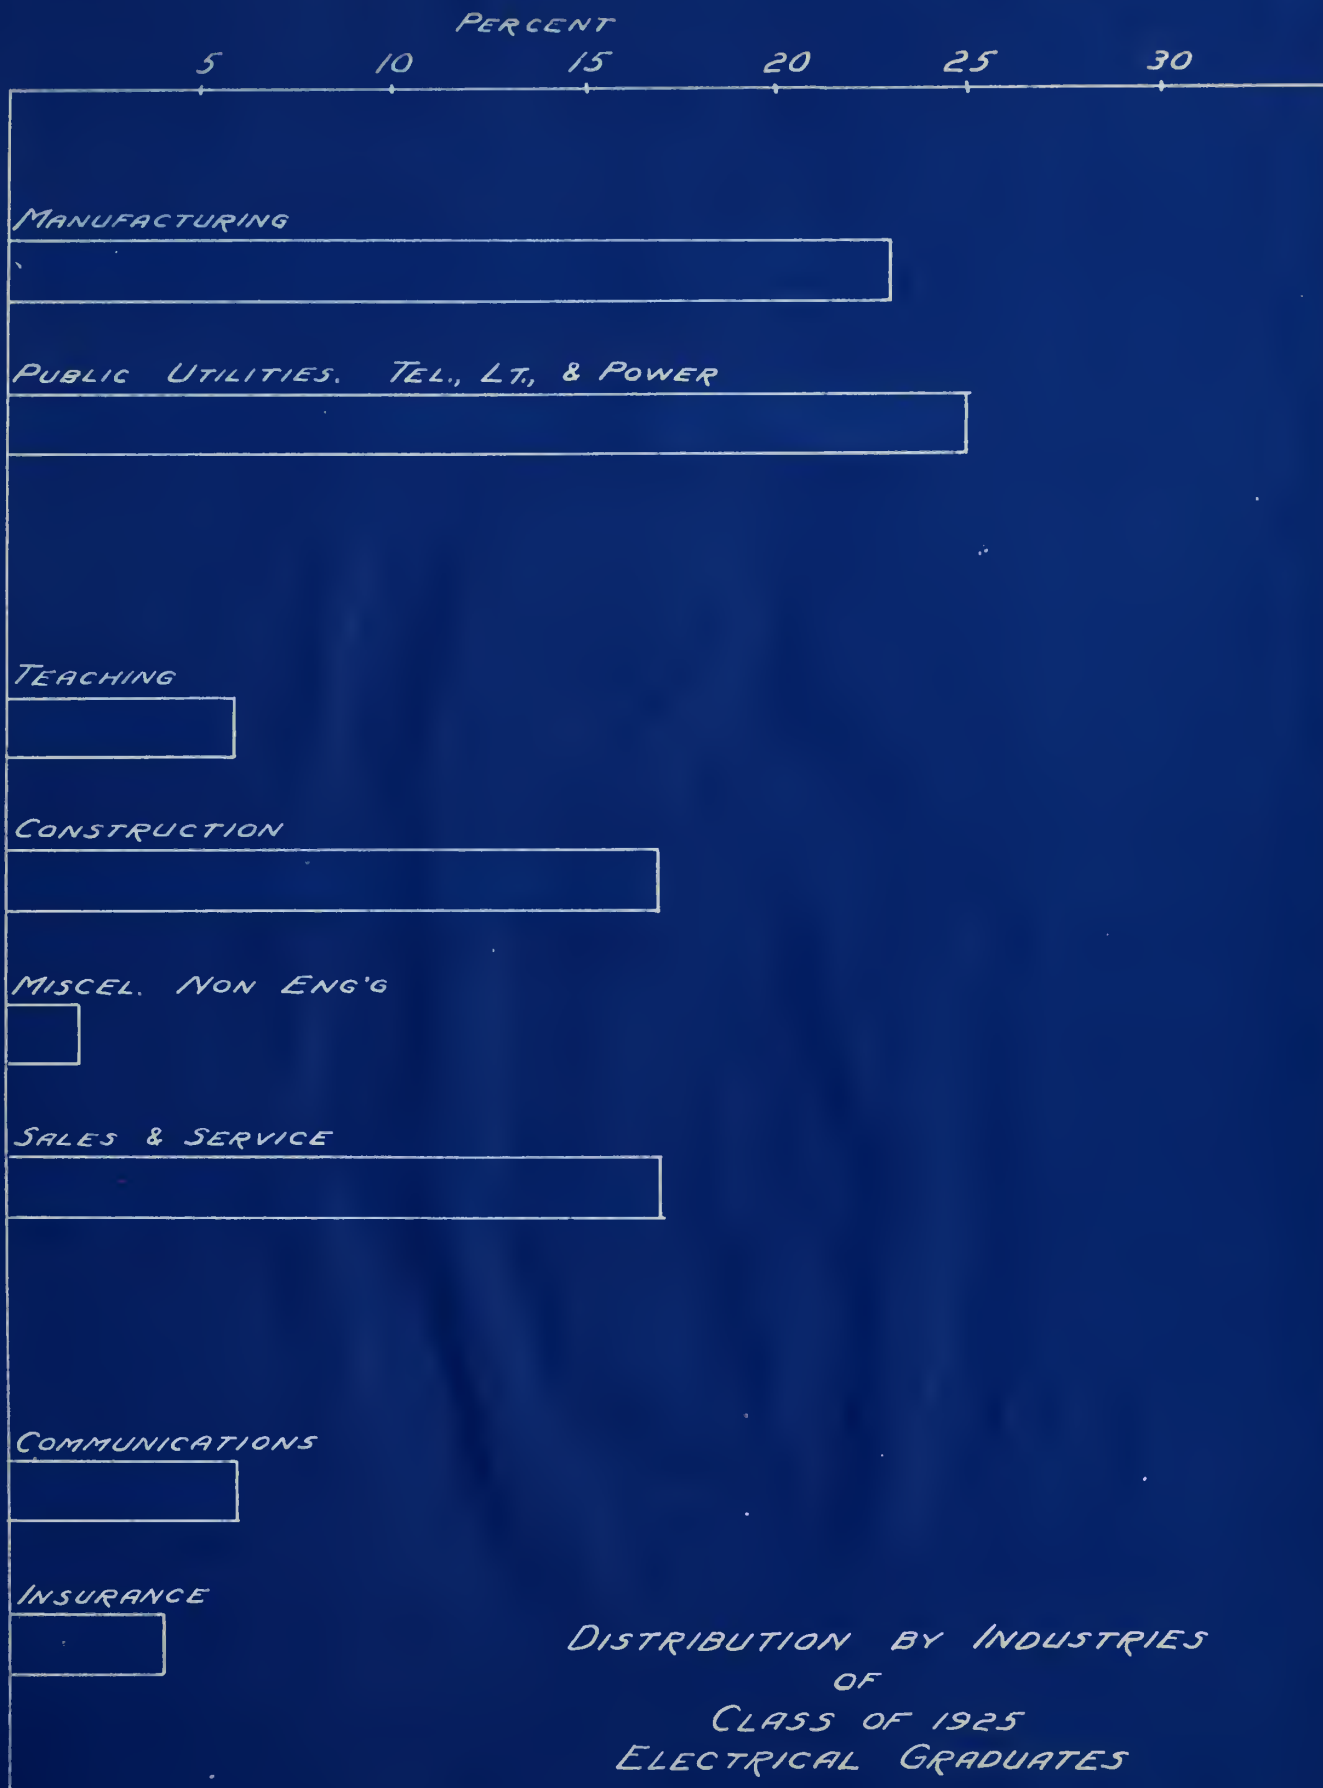 PERCENT
5 10 15 20 25 30
MANUFACTURING
PUBLIC UTILITIES. TEL., LT., & POWER
TEACHING
CONSTRUCTION
MISCEL. NON ENG'G
SALES & SERVICE
COMMUNICATIONS
INSURANCE
DISTRIBUTION BY INDUSTRIES
OF
CLASS OF 1925
ELECTRICAL GRADUATES